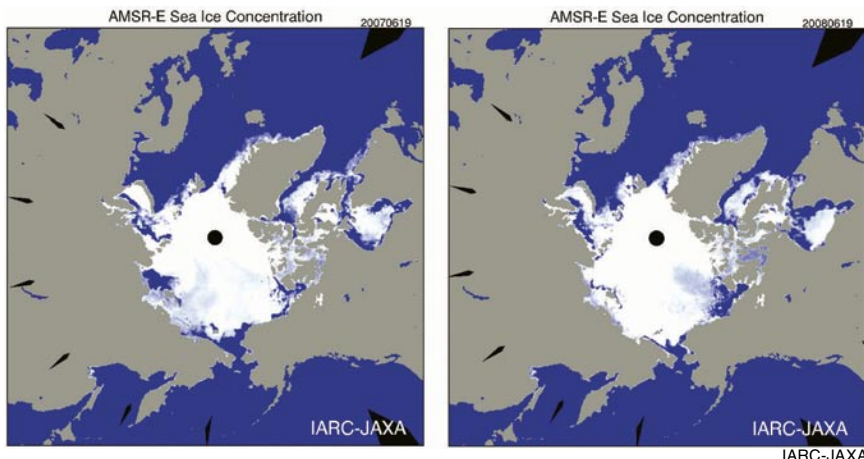 AMSR-E Sea Ice Concentration
20070619
IARC-JAXA
AMSR-E Sea Ice Concentration
20080619
IARC-JAXA
IARC-JAXA